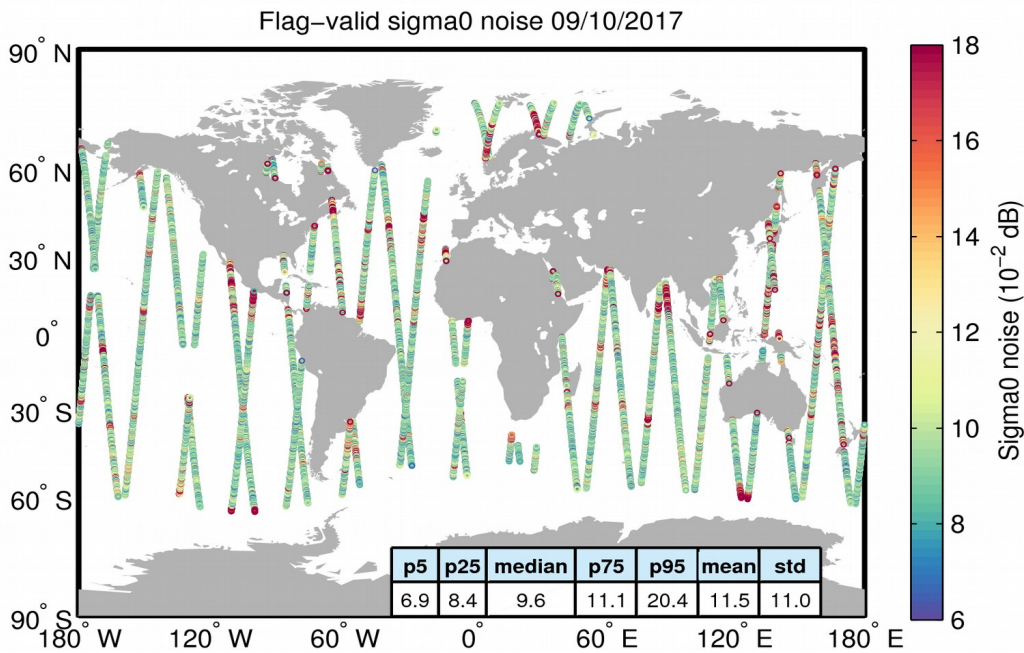 Flag−valid sigma0 noise 09/10/2017
90° N
60° N
30° N
0°
30° S
60° S
90° S
180° W
120° W
60° W
0°
60° E
120° E
180° E
p5 p25 median p75 p95 mean std
6.9 8.4 9.6 11.1 20.4 11.5 11.0
18
16
14
12
10
8
6
Sigma0 noise (10⁻² dB)